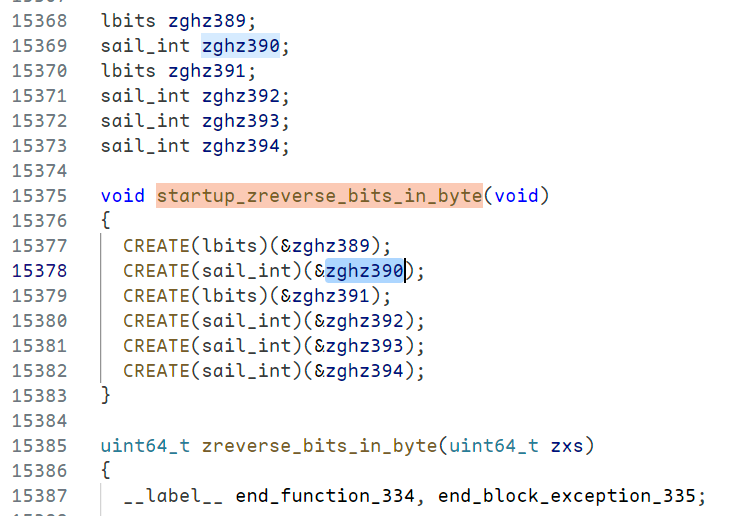 15368 lbits zghz389;
15369 sail_int zghz390;
15370 lbits zghz391;
15371 sail_int zghz392;
15372 sail_int zghz393;
15373 sail_int zghz394;
15374
15375 void startup_zreverse_bits_in_byte(void)
15376 {
15377   CREATE(lbits)(&zghz389);
15378   CREATE(sail_int)(&zghz390);
15379   CREATE(lbits)(&zghz391);
15380   CREATE(sail_int)(&zghz392);
15381   CREATE(sail_int)(&zghz393);
15382   CREATE(sail_int)(&zghz394);
15383 }
15384
15385 uint64_t zreverse_bits_in_byte(uint64_t zxs)
15386 {
15387   __label__ end_function_334, end_block_exception_335;